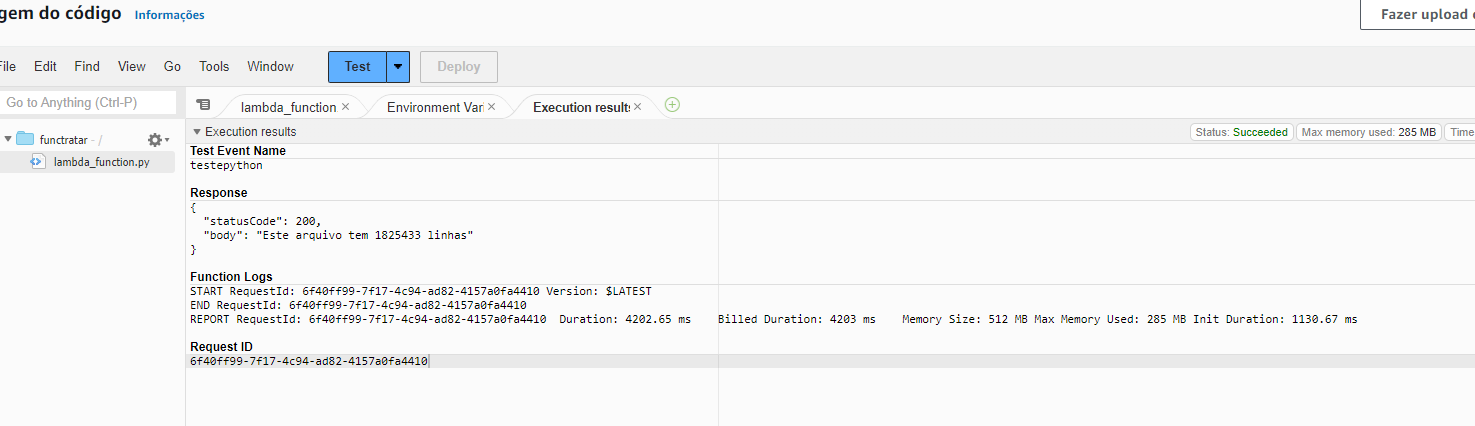 gem do código Informações
Fazer upload
File Edit Find View Go Tools Window Test Deploy
Go to Anything (Ctrl-P)
lambda_function Environment Vari Execution results
functratar - /
lambda_function.py
Execution results
Status: Succeeded Max memory used: 285 MB Time
Test Event Name
testepython
Response
{
"statusCode": 200,
"body": "Este arquivo tem 1825433 linhas"
}
Function Logs
START RequestId: 6f40ff99-7f17-4c94-ad82-4157a0fa4410 Version: $LATEST
END RequestId: 6f40ff99-7f17-4c94-ad82-4157a0fa4410
REPORT RequestId: 6f40ff99-7f17-4c94-ad82-4157a0fa4410 Duration: 4202.65 ms Billed Duration: 4203 ms Memory Size: 512 MB Max Memory Used: 285 MB Init Duration: 1130.67 ms
Request ID
6f40ff99-7f17-4c94-ad82-4157a0fa4410